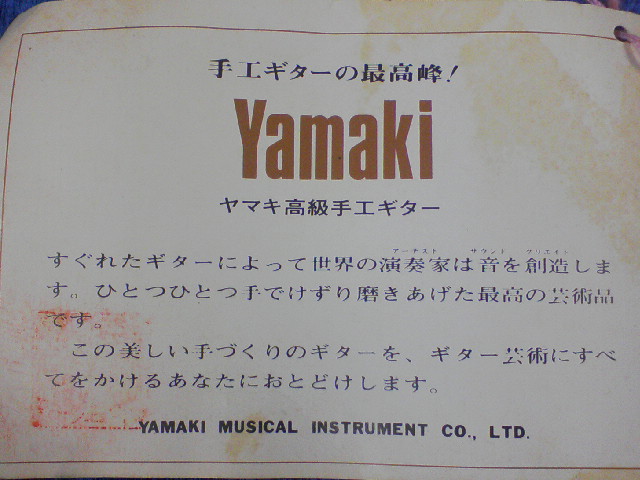 手工ギターの最高峰!
Yamaki
ヤマキ高級手工ギター
アーチスト サウンド クリエイト
すぐれたギターによって世界の演奏家は音を創造しま
す。ひとつひとつ手でけずり磨きあげた最高の芸術品
です。
この美しい手づくりのギターを、ギター芸術にすべ
てをかけるあなたにおとどけします。
YAMAKI MUSICAL INSTRUMENT CO., LTD.